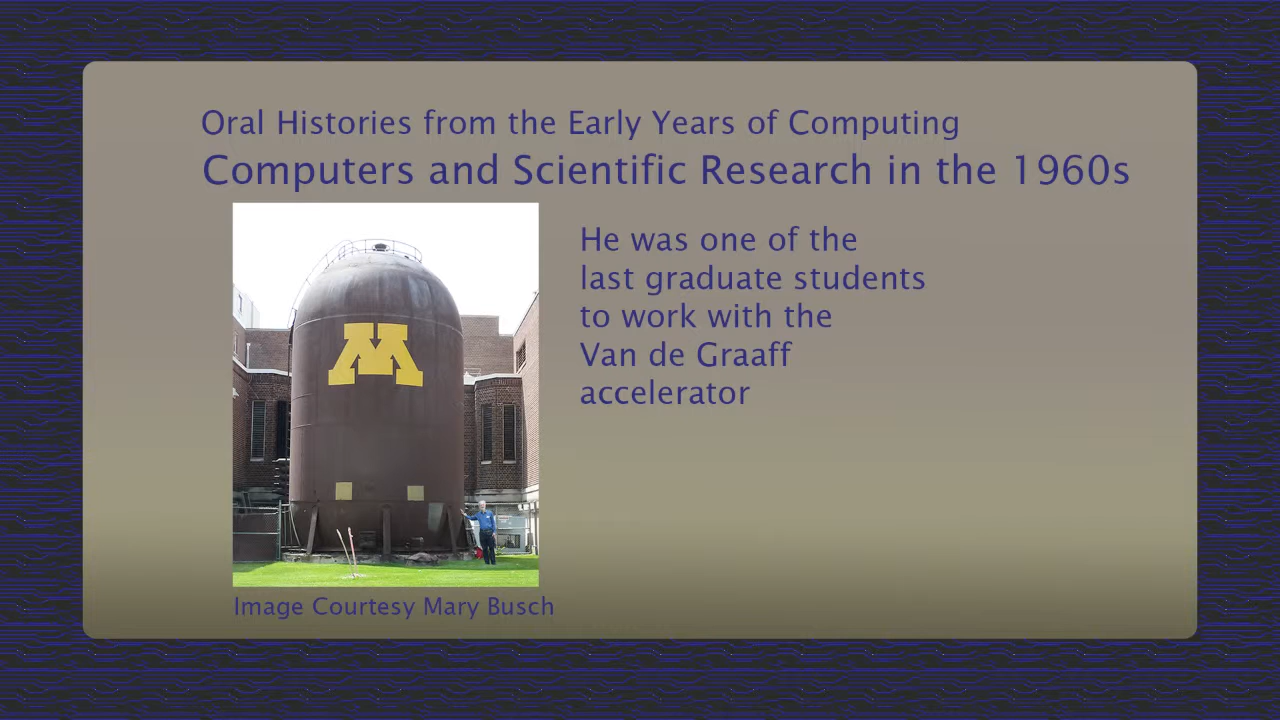 Oral Histories from the Early Years of Computing
Computers and Scientific Research in the 1960s
M
He was one of the
last graduate students
to work with the
Van de Graaff
accelerator
Image Courtesy Mary Busch